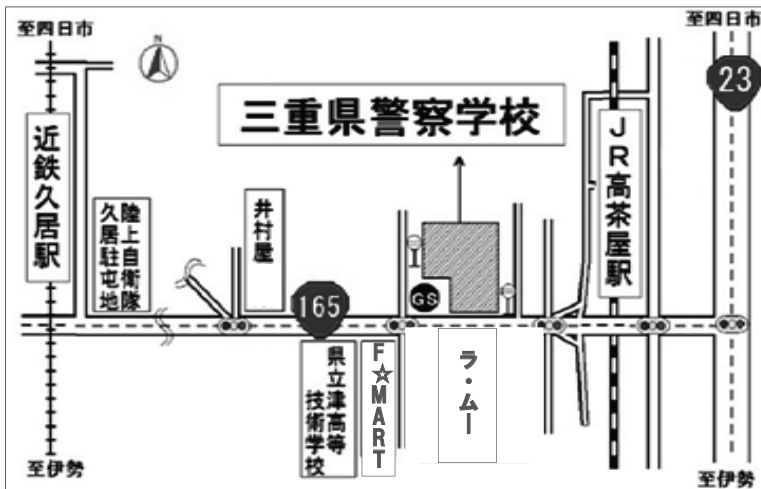 至四日市
至四日市
N
23
三重県警察学校
近鉄久居駅
JR高茶屋駅
陸上自衛隊
久居駐屯地
井村屋
GS
165
県立津高等
技術学校
F☆MART
ラ・ムー
至伊勢
至伊勢